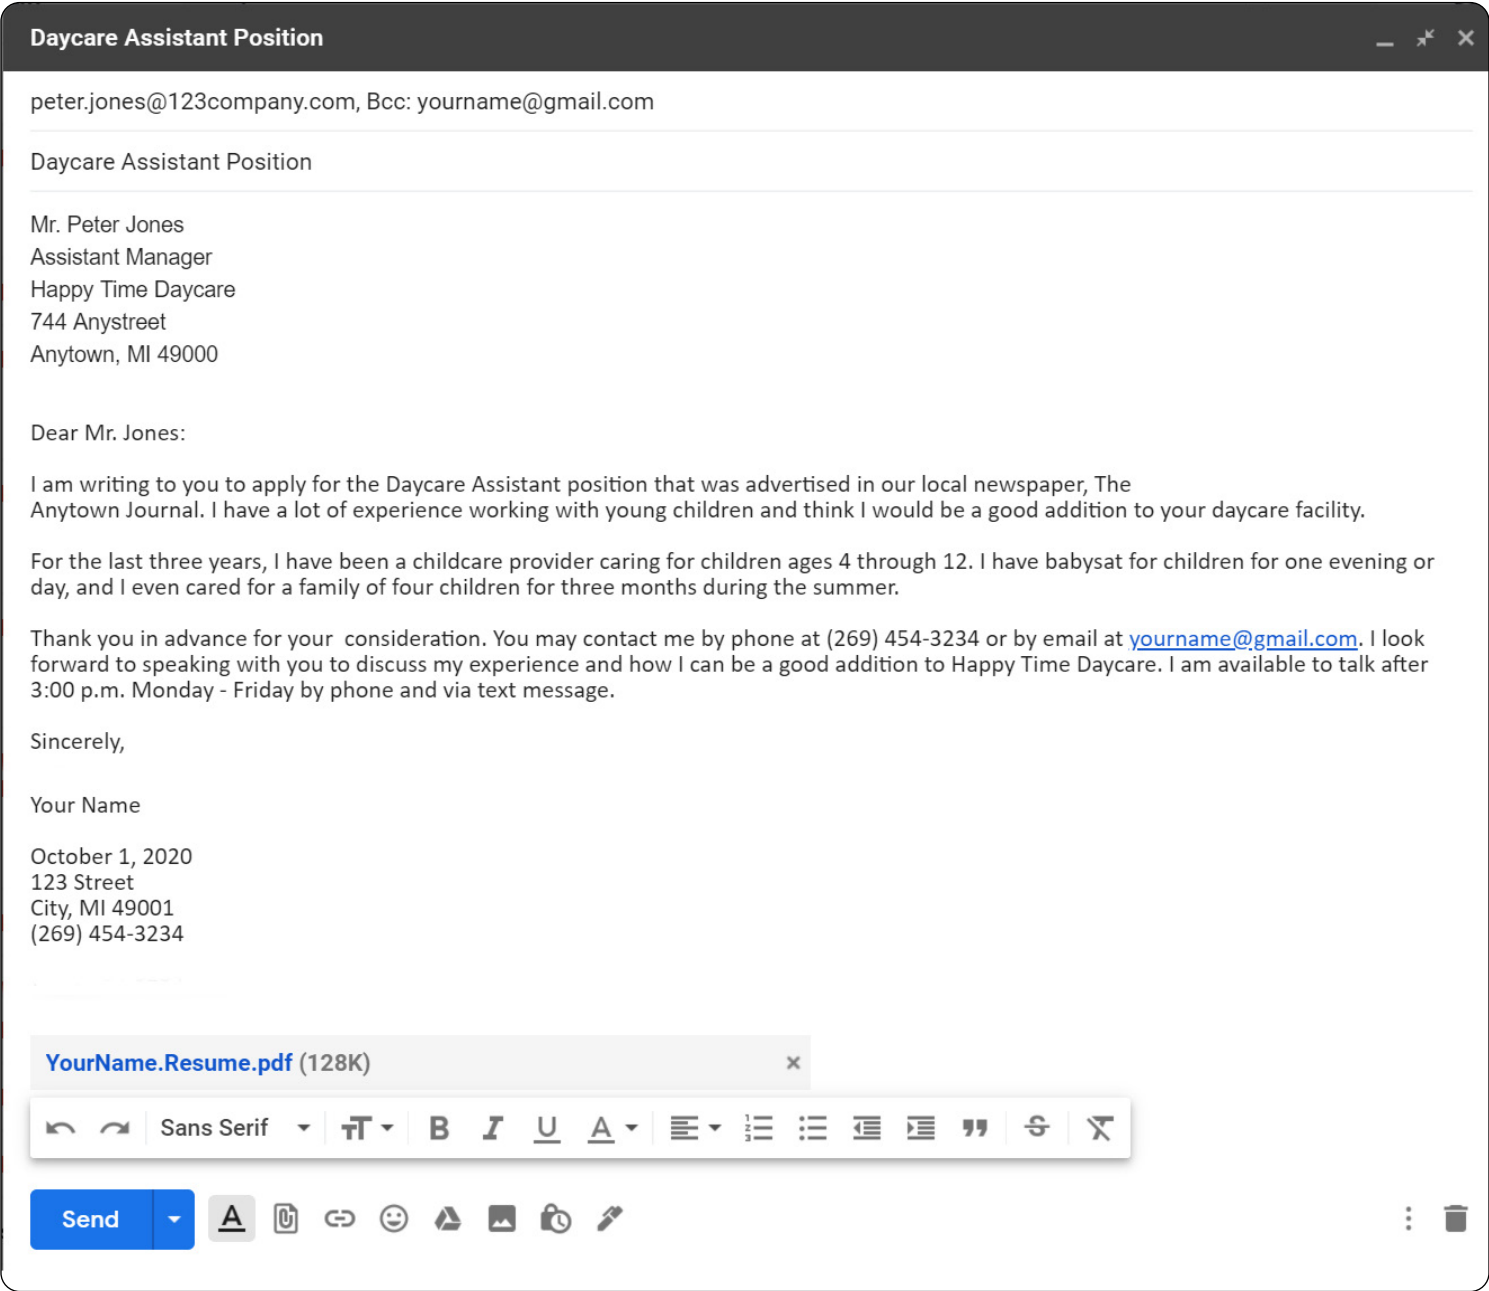 Daycare Assistant Position
peter.jones@123company.com, Bcc: yourname@gmail.com
Daycare Assistant Position
Mr. Peter Jones
Assistant Manager
Happy Time Daycare
744 Anystreet
Anytown, MI 49000
Dear Mr. Jones:
I am writing to you to apply for the Daycare Assistant position that was advertised in our local newspaper, The
Anytown Journal. I have a lot of experience working with young children and think I would be a good addition to your daycare facility.
For the last three years, I have been a childcare provider caring for children ages 4 through 12. I have babysat for children for one evening or
day, and I even cared for a family of four children for three months during the summer.
Thank you in advance for your  consideration. You may contact me by phone at (269) 454-3234 or by email at yourname@gmail.com. I look
forward to speaking with you to discuss my experience and how I can be a good addition to Happy Time Daycare. I am available to talk after
3:00 p.m. Monday - Friday by phone and via text message.
Sincerely,
Your Name
October 1, 2020
123 Street
City, MI 49001
(269) 454-3234
YourName.Resume.pdf (128K)
Sans Serif
Send